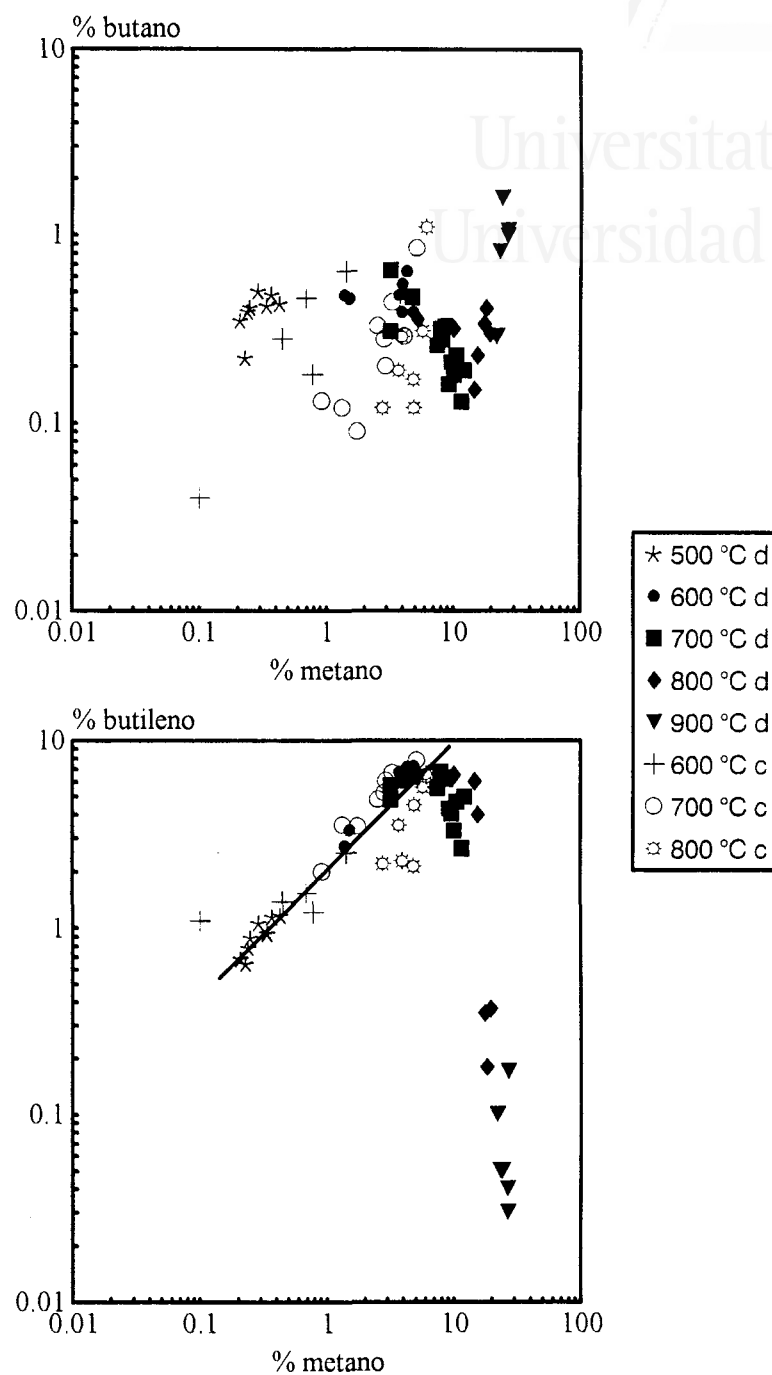 % butano
Universitat
Universidad
10
1
0.1
0.01
0.01
0.1
1
10
100
% metano
500 °C d
600 °C d
700 °C d
800 °C d
900 °C d
600 °C c
700 °C c
800 °C c
% butileno
10
1
0.1
0.01
0.01
0.1
1
10
100
% metano